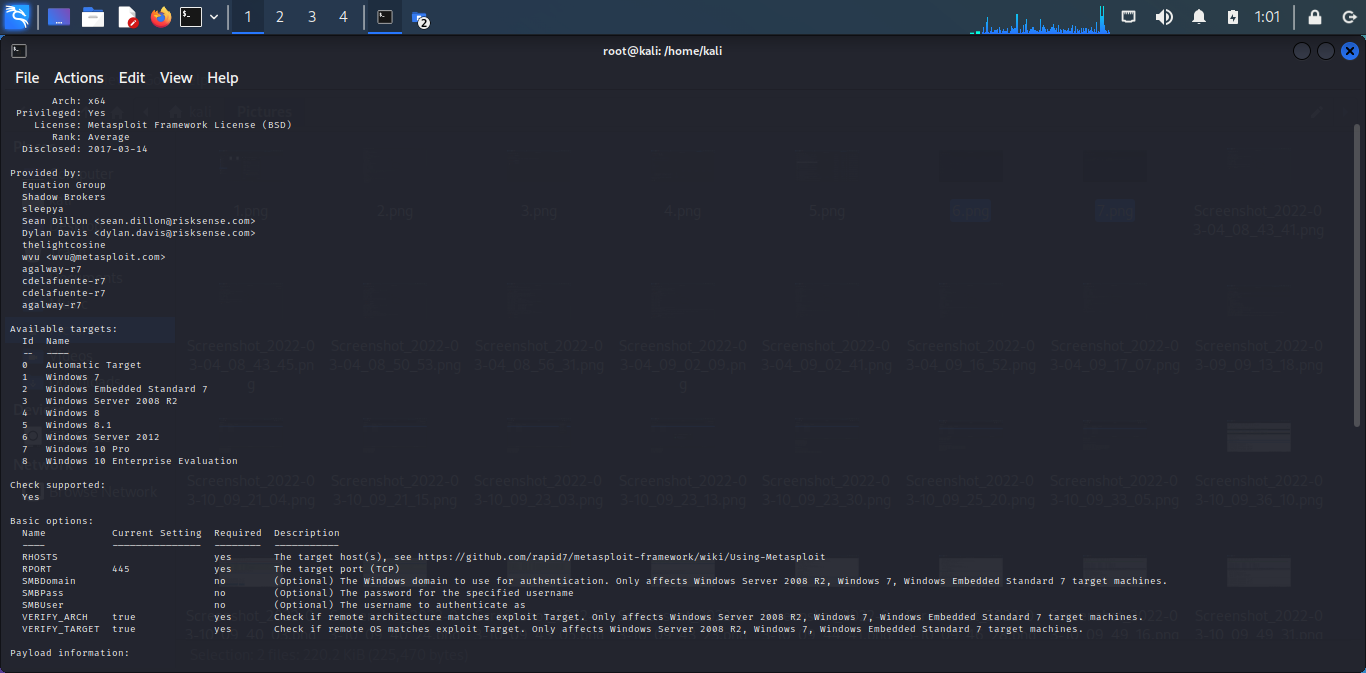 1 2 3 4 2 1:01
root@kali: /home/kali
File Actions Edit View Help
Arch: x64
Privileged: Yes
License: Metasploit Framework License (BSD)
Rank: Average
Disclosed: 2017-03-14
Provided by:
Equation Group
Shadow Brokers
sleepya
Sean Dillon <sean.dillon@risksense.com>
Dylan Davis <dylan.davis@risksense.com>
thelightcosine
wvu <wvu@metasploit.com>
agalway-r7
cdelafuente-r7
cdelafuente-r7
agalway-r7
Available targets:
Id Name
-- ----
0 Automatic Target
1 Windows 7
2 Windows Embedded Standard 7
3 Windows Server 2008 R2
4 Windows 8
5 Windows 8.1
6 Windows Server 2012
7 Windows 10 Pro
8 Windows 10 Enterprise Evaluation
Check supported:
Yes
Basic options:
Name Current Setting Required Description
---- --------------- -------- -----------
RHOSTS yes The target host(s), see https://github.com/rapid7/metasploit-framework/wiki/Using-Metasploit
RPORT 445 yes The target port (TCP)
SMBDomain no (Optional) The Windows domain to use for authentication. Only affects Windows Server 2008 R2, Windows 7, Windows Embedded Standard 7 target machines.
SMBPass no (Optional) The password for the specified username
SMBUser no (Optional) The username to authenticate as
VERIFY_ARCH true yes Check if remote architecture matches exploit Target. Only affects Windows Server 2008 R2, Windows 7, Windows Embedded Standard 7 target machines.
VERIFY_TARGET true yes Check if remote OS matches exploit Target. Only affects Windows Server 2008 R2, Windows 7, Windows Embedded Standard 7 target machines.
Payload information: